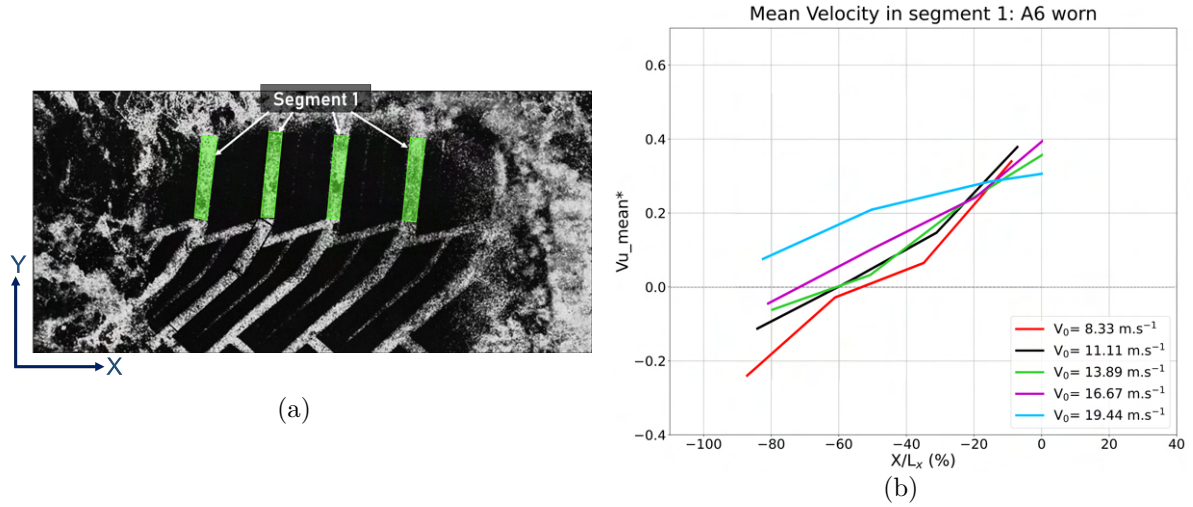 Segment 1
Y
X
(a)
Mean Velocity in segment 1: A6 worn
Vu_mean*
0.6
0.4
0.2
0.0
−0.2
−0.4
−100 −80 −60 −40 −20 0 20 40
X/Lₓ (%)
V₀= 8.33 m.s⁻¹
V₀= 11.11 m.s⁻¹
V₀= 13.89 m.s⁻¹
V₀= 16.67 m.s⁻¹
V₀= 19.44 m.s⁻¹
(b)